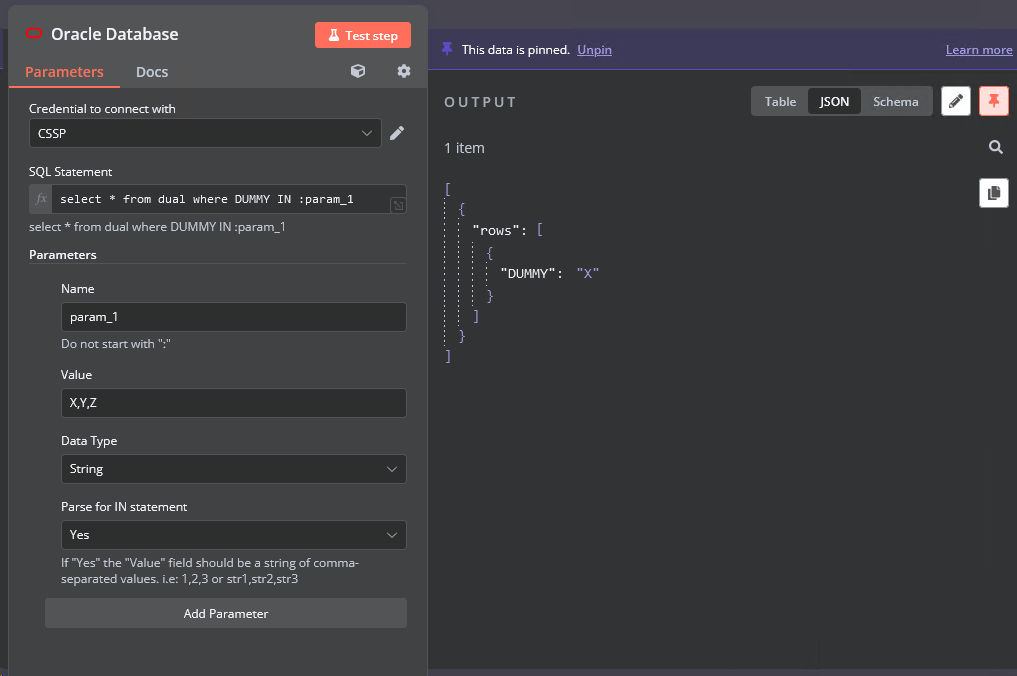 Oracle Database
Test step
Parameters
Docs
Credential to connect with
CSSP
SQL Statement
fx
select * from dual where DUMMY IN :param_1
select * from dual where DUMMY IN :param_1
Parameters
Name
param_1
Do not start with ":"
Value
X,Y,Z
Data Type
String
Parse for IN statement
Yes
If "Yes" the "Value" field should be a string of comma-
separated values. i.e: 1,2,3 or str1,str2,str3
Add Parameter
This data is pinned. Unpin
Learn more
OUTPUT
Table
JSON
Schema
1 item
[
{
"rows": [
{
"DUMMY": "X"
}
]
}
]